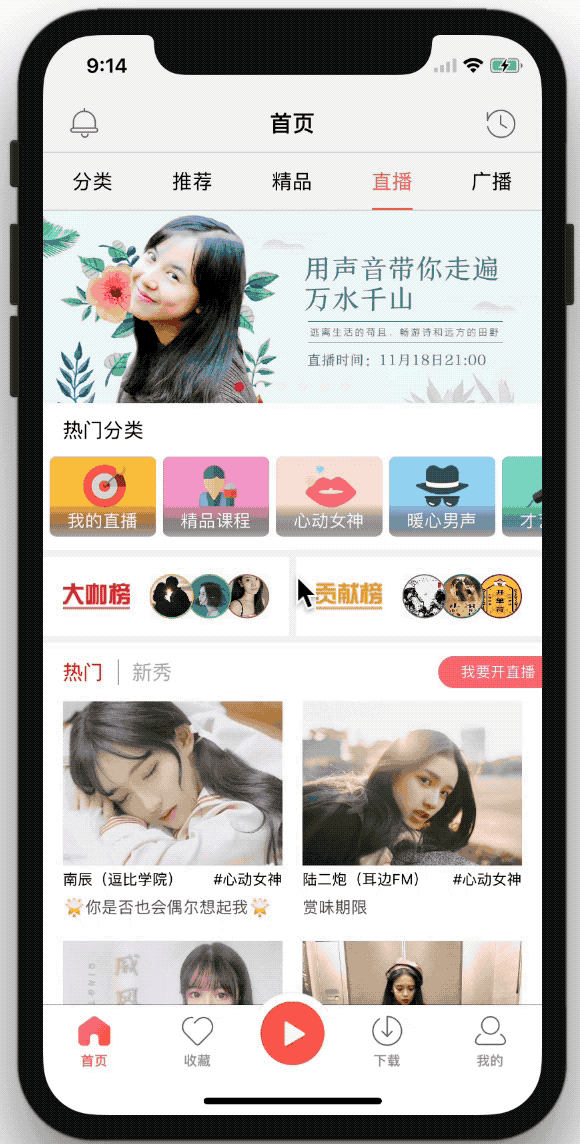 9:14
首页
分类 推荐 精品 直播 广播
用声音带你走遍
万水千山
逃离生活的苟且、畅游诗和远方的田野
直播时间：11月18日21:00
热门分类
我的直播 精品课程 心动女神 暖心男声
大咖榜 贡献榜
热门 新秀 我要开直播
南辰（逗比学院） #心动女神 陆二炮（耳边FM） #心动女神
你是否也会偶尔想起我 赏味期限
首页 收藏 下载 我的